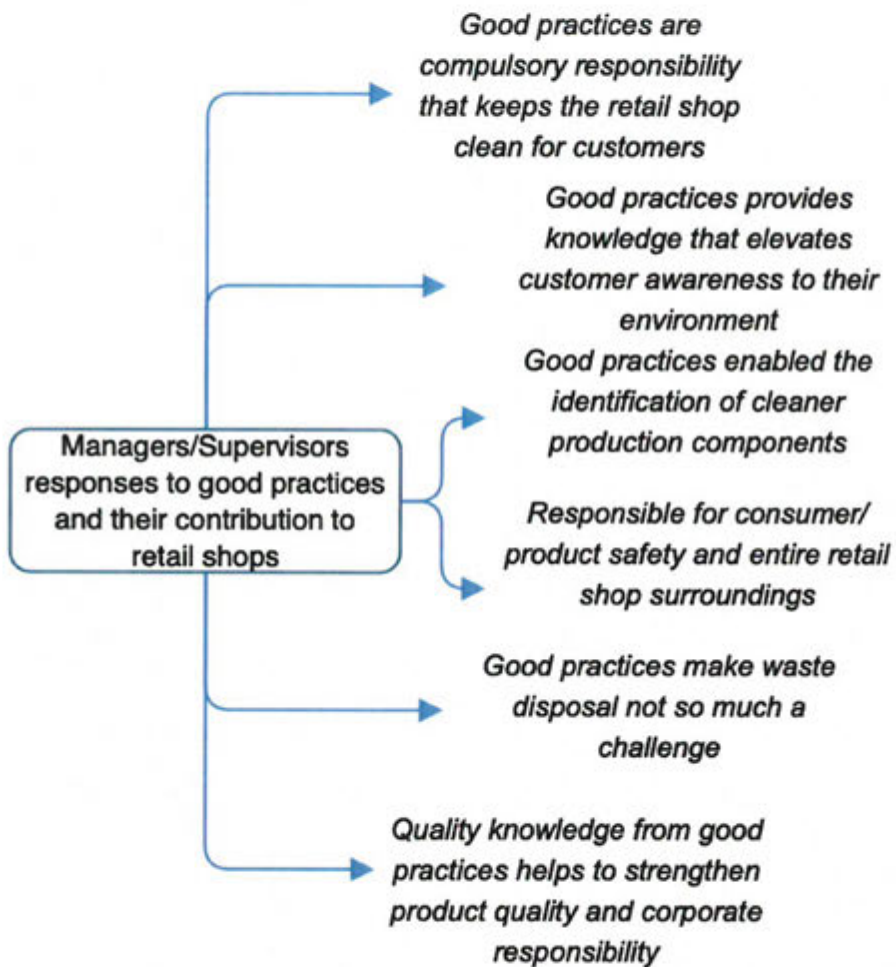 Good practices are
compulsory responsibility
that keeps the retail shop
clean for customers
Good practices provides
knowledge that elevates
customer awareness to their
environment
Good practices enabled the
identification of cleaner
production components
Managers/Supervisors
responses to good practices
and their contribution to
retail shops
Responsible for consumer/
product safety and entire retail
shop surroundings
Good practices make waste
disposal not so much a
challenge
Quality knowledge from good
practices helps to strengthen
product quality and corporate
responsibility